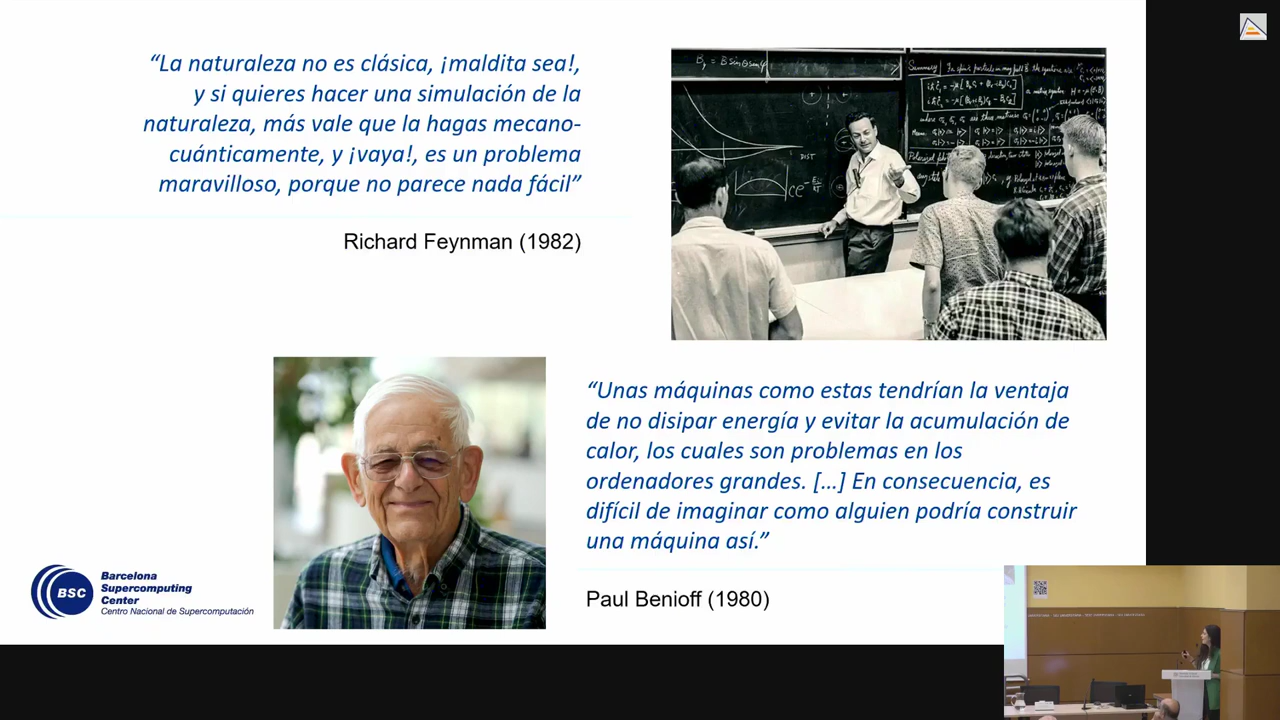 “La naturaleza no es clásica, ¡maldita sea!,
y si quieres hacer una simulación de la
naturaleza, más vale que la hagas mecano-
cuánticamente, y ¡vaya!, es un problema
maravilloso, porque no parece nada fácil”
Richard Feynman (1982)
“Unas máquinas como estas tendrían la ventaja
de no disipar energía y evitar la acumulación de
calor, los cuales son problemas en los
ordenadores grandes. [...] En consecuencia, es
difícil de imaginar como alguien podría construir
una máquina así.”
Paul Benioff (1980)
BSC
Barcelona
Supercomputing
Center
Centro Nacional de Supercomputación
DIST
Summary